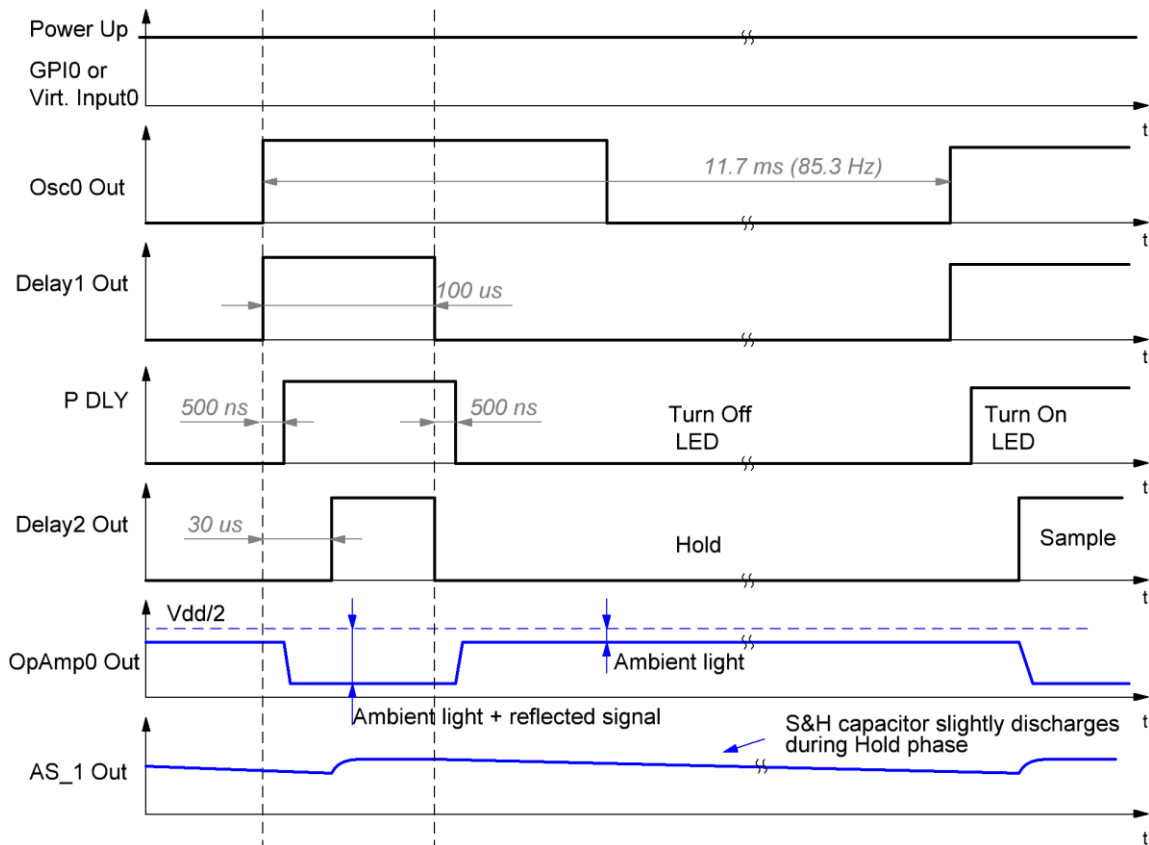 Power Up
GPI0 or
Virt. Input0
t
Osc0 Out
11.7 ms (85.3 Hz)
t
Delay1 Out
100 us
t
P DLY
500 ns
500 ns
Turn Off
LED
Turn On
LED
t
Delay2 Out
30 us
Hold
Sample
t
Vdd/2
OpAmp0 Out
Ambient light
Ambient light + reflected signal
t
S&H capacitor slightly discharges
during Hold phase
AS_1 Out
t